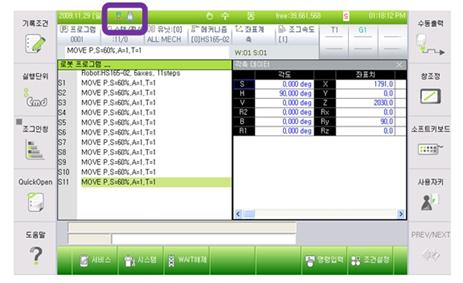 기록조건
2008,11,29 [일
free:39,661,568
S
01:18:12 PM
수동출력
프로그램
유닛:[0]
메커니즘
좌표계
조그속도
T1
G1
0001
:11/0
ALL MECH
[0]HS165-02
축
[1]
MOVE P,S=60%,A=1,T=1
W:01 S:01
실행단위
Cmd
로봇 프로그램 ...
각축 데이터
창조정
Robot:HS165-02, 6axes, 11steps
각도
좌표치
S1 MOVE P,S=60%,A=1,T=1
S 0,000 deg X 1791,0
S2 MOVE P,S=60%,A=1,T=1
H 90,000 deg Y 0,0
S3 MOVE P,S=60%,A=1,T=1
V 0,000 deg Z 2030,0
S4 MOVE P,S=60%,A=1,T=1
R2 0,000 deg Rx 0,0
S5 MOVE P,S=60%,A=1,T=1
B 0,000 deg Ry 90,0
S6 MOVE P,S=60%,A=1,T=1
R1 0,000 deg Rz 0,0
S7 MOVE P,S=60%,A=1,T=1
S8 MOVE P,S=60%,A=1,T=1
S9 MOVE P,S=60%,A=1,T=1
S10 MOVE P,S=60%,A=1,T=1
S11 MOVE P,S=60%,A=1,T=1
조그인칭
소프트키보드
QuickOpen
사용자키
도움말
PREV/NEXT
서비스
시스템
WAIT해제
명령입력
조건설정